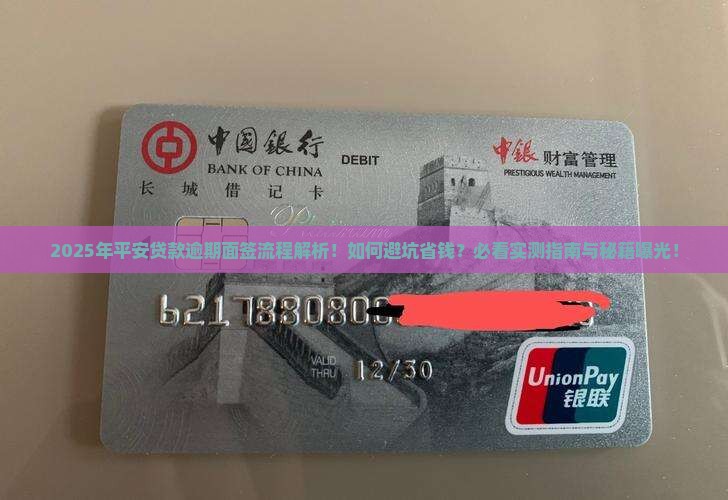 中国銀行
BANK OF CHINA
DEBIT
长城借记卡
中銀 财富管理
PRESTIGIOUS WEALTH MANAGEMENT
2025年平安贷款逾期面签流程解析！如何避坑省钱？必看实测指南与秘籍曝光！
VALID
THRU
12/30
UnionPay
银联